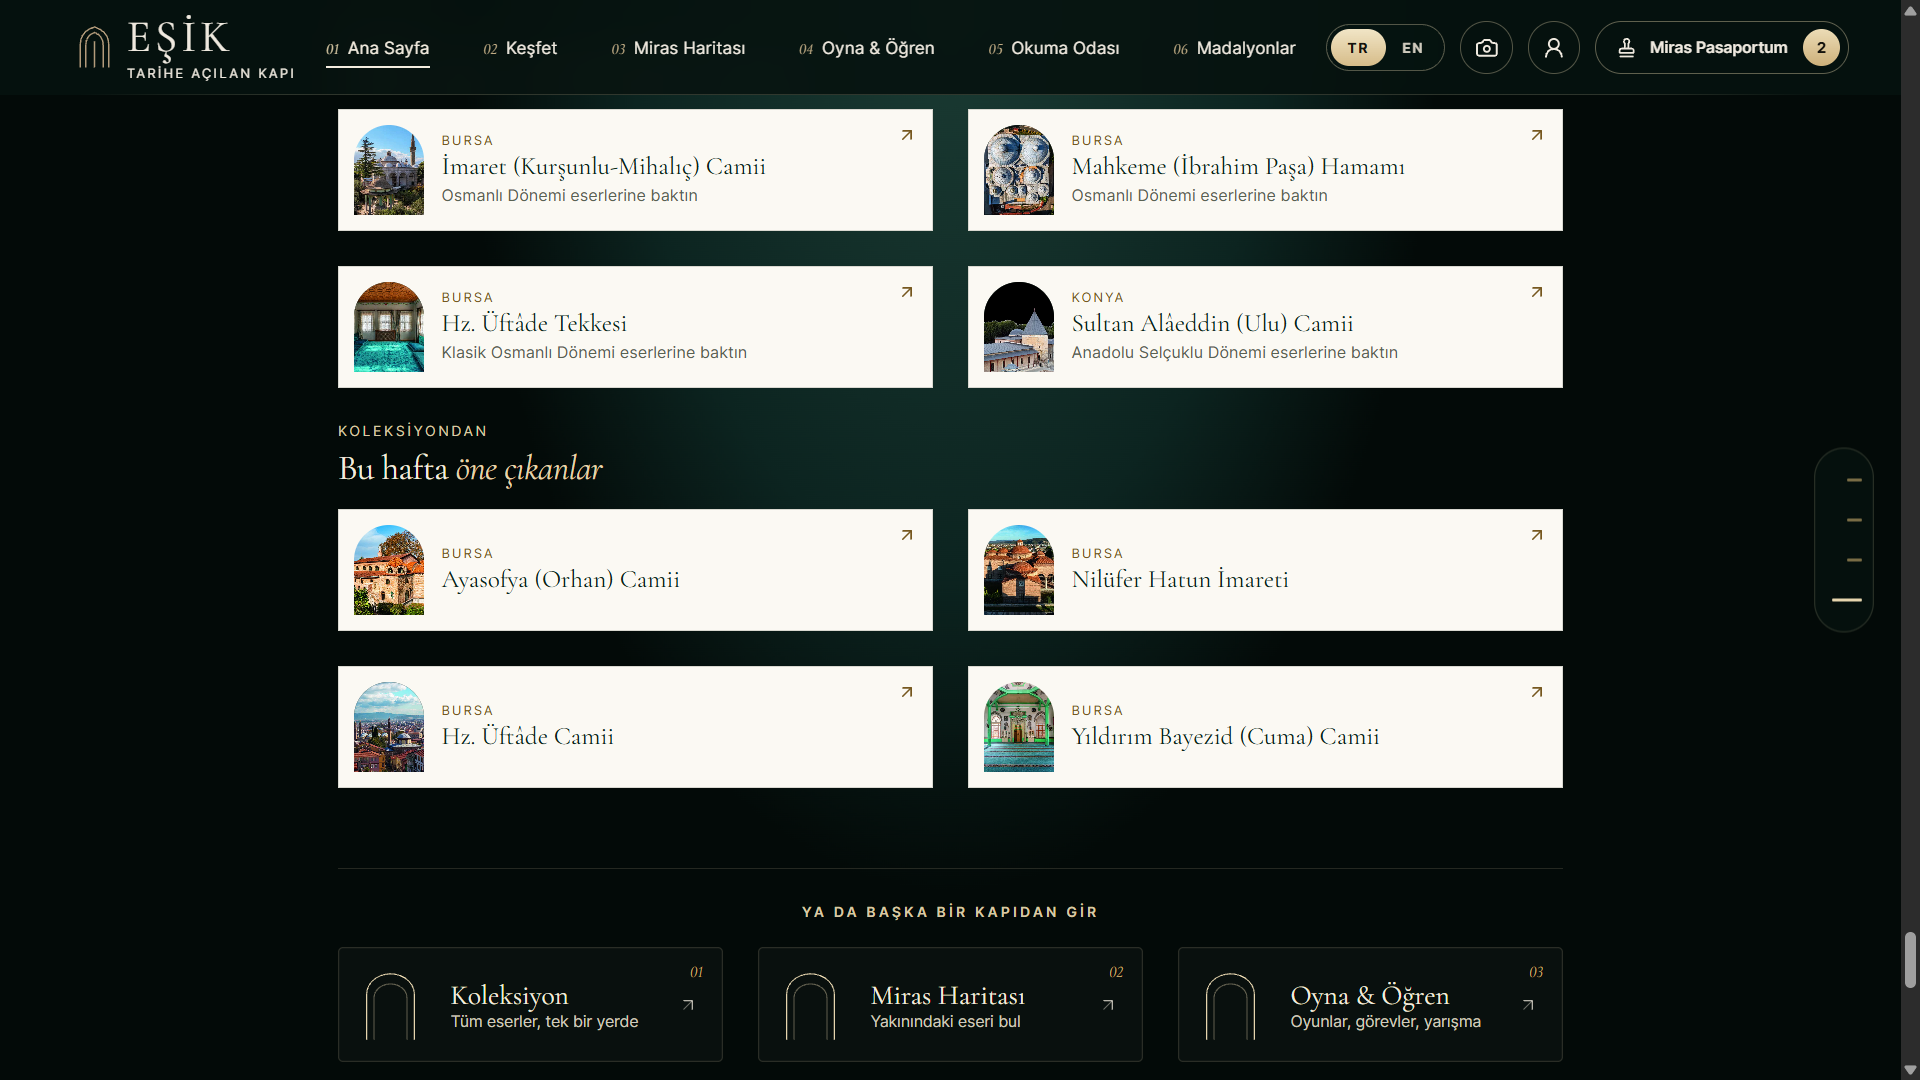 EŞİK
TARİHE AÇILAN KAPI
01 Ana Sayfa
02 Keşfet
03 Miras Haritası
04 Oyna & Öğren
05 Okuma Odası
06 Madalyonlar
TR EN
Miras Pasaportum 2
BURSA
İmaret (Kurşunlu-Mihalıç) Camii
Osmanlı Dönemi eserlerine baktın
BURSA
Mahkeme (İbrahim Paşa) Hamamı
Osmanlı Dönemi eserlerine baktın
BURSA
Hz. Üftâde Tekkesi
Klasik Osmanlı Dönemi eserlerine baktın
KONYA
Sultan Alâeddin (Ulu) Camii
Anadolu Selçuklu Dönemi eserlerine baktın
KOLEKSİYONDAN
Bu hafta öne çıkanlar
BURSA
Ayasofya (Orhan) Camii
BURSA
Nilüfer Hatun İmareti
BURSA
Hz. Üftâde Camii
BURSA
Yıldırım Bayezid (Cuma) Camii
YA DA BAŞKA BİR KAPIDAN GİR
01
Koleksiyon
Tüm eserler, tek bir yerde
02
Miras Haritası
Yakınındaki eseri bul
03
Oyna & Öğren
Oyunlar, görevler, yarışma